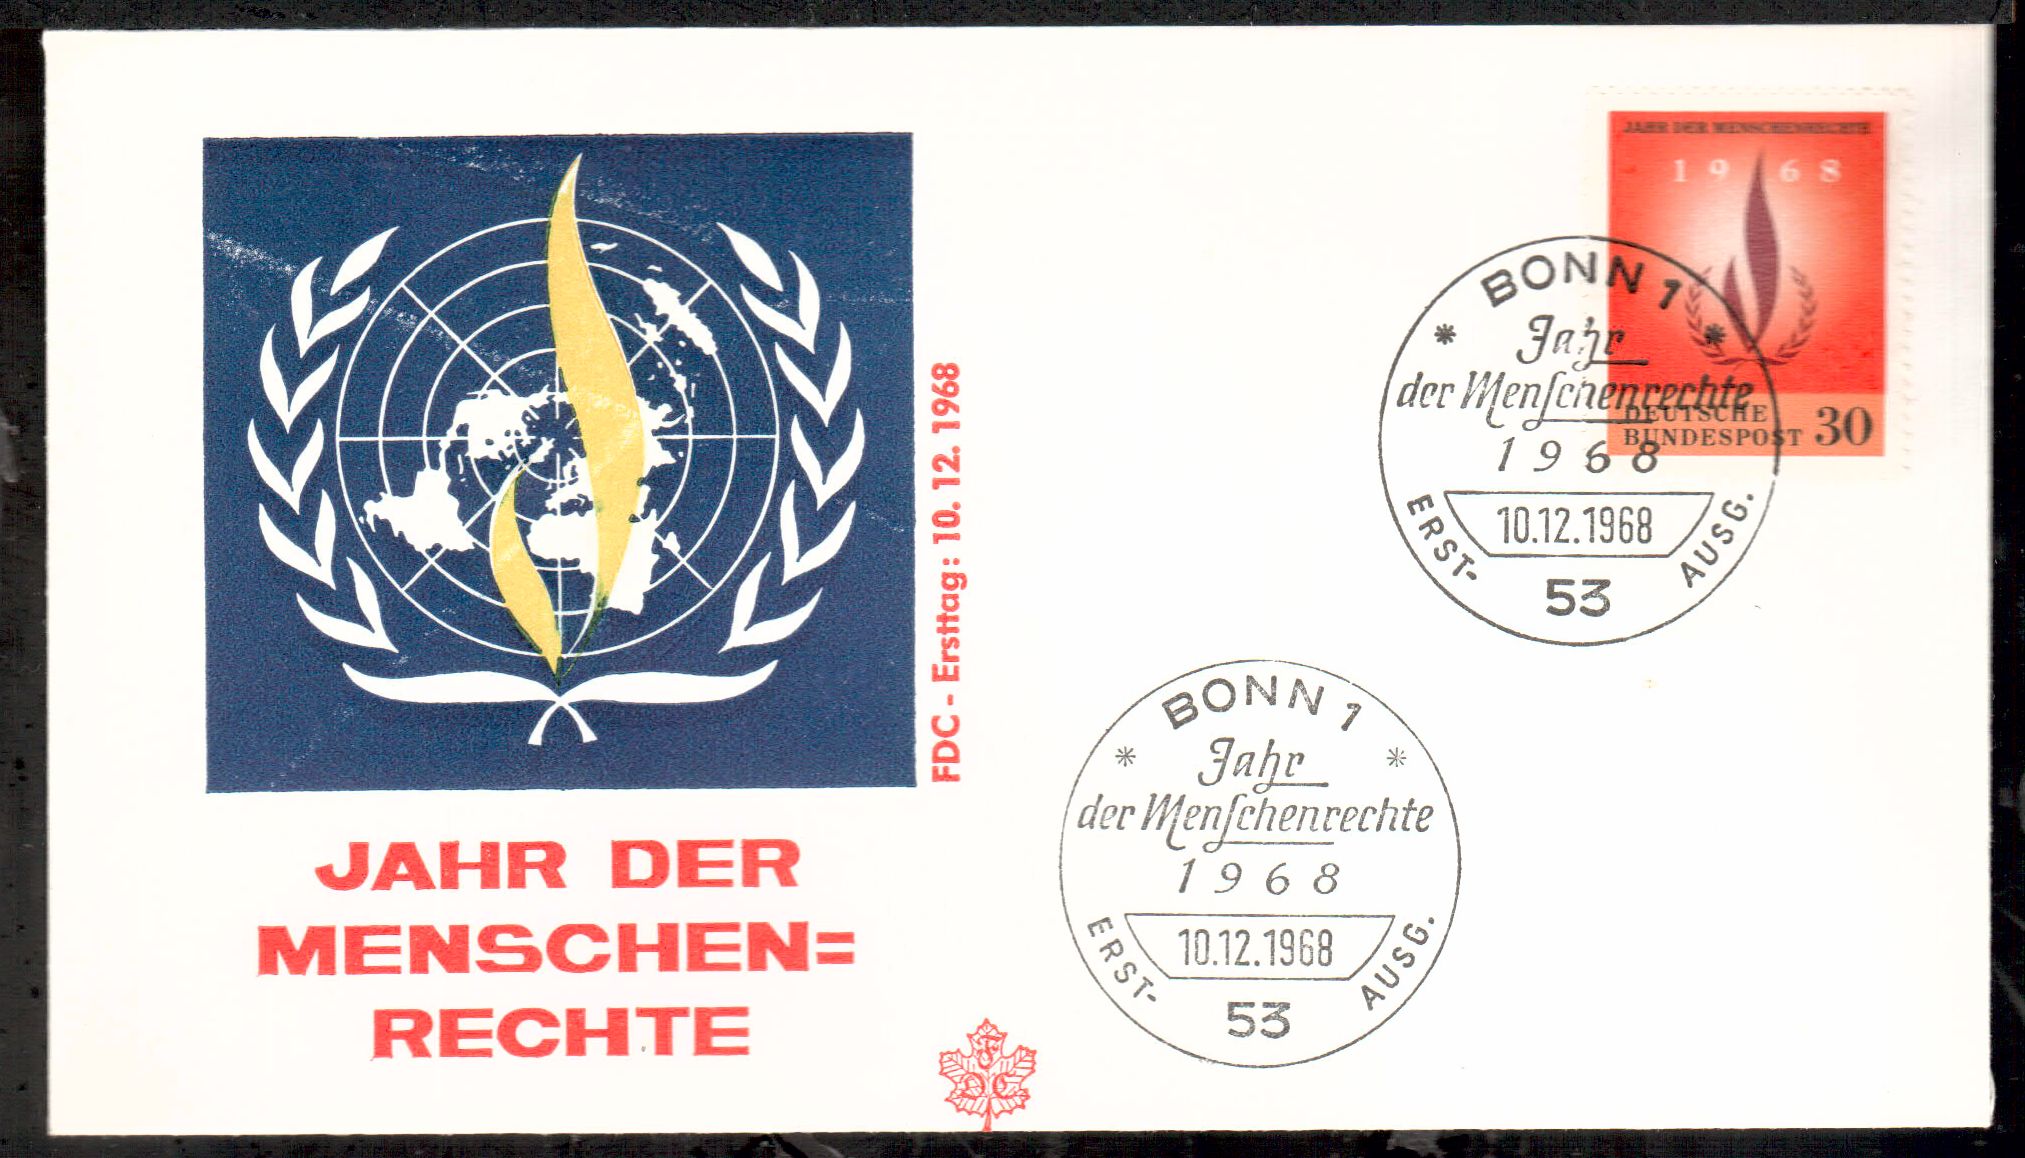 JAHR DER MENSCHENRECHTE
1968
DEUTSCHE
BUNDESPOST 30
BONN 1
Jahr
der Menſchenrechte
1968
10.12.1968
ERST- AUSG.
53
FDC - Ersttag: 10. 12. 1968
BONN 1
Jahr
der Menſchenrechte
1968
10.12.1968
ERST- AUSG.
53
JAHR DER
MENSCHEN=
RECHTE
F
DC